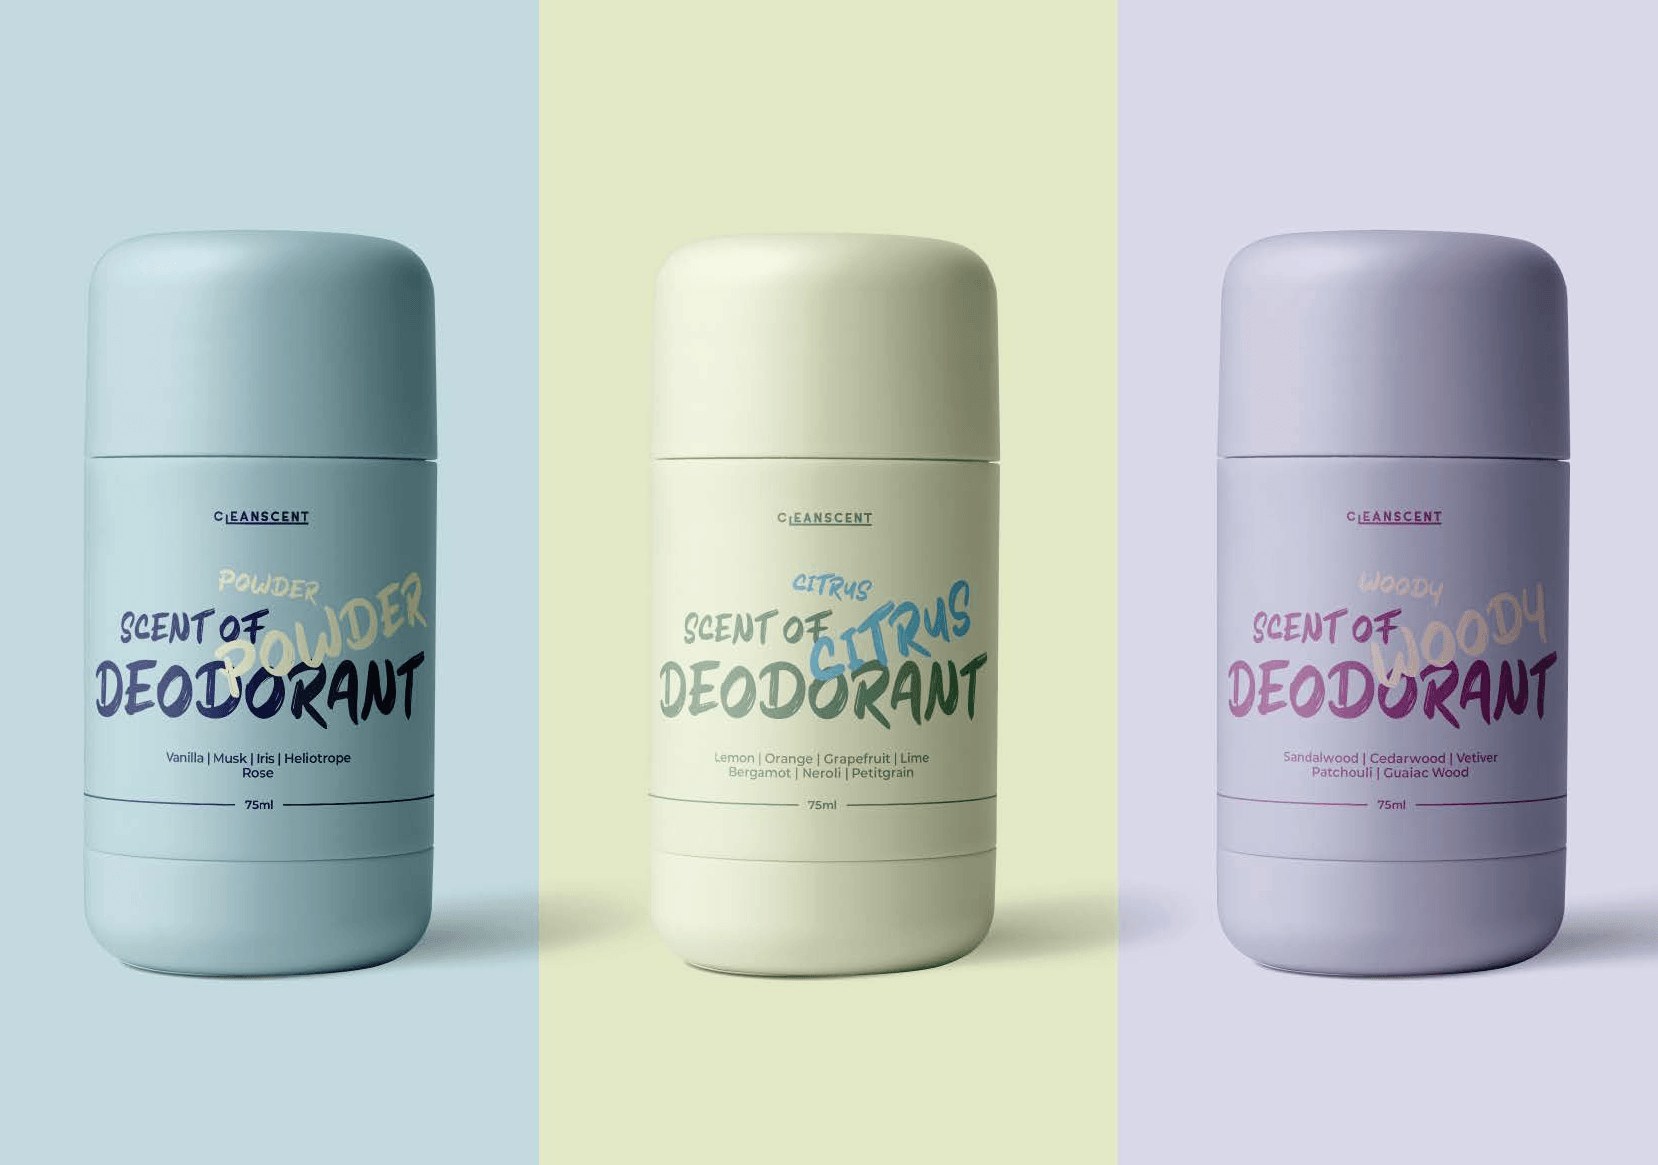 CLEANSCENT
POWDER
SCENT OF
POWDER
DEODORANT
Vanilla | Musk | Iris | Heliotrope
Rose
75ml
CLEANSCENT
CITRUS
SCENT OF
CITRUS
DEODORANT
Lemon | Orange | Grapefruit | Lime
Bergamot | Neroli | Petitgrain
75ml
CLEANSCENT
WOODY
SCENT OF
WOODY
DEODORANT
Sandalwood | Cedarwood | Vetiver
Patchouli | Guaiac Wood
75ml